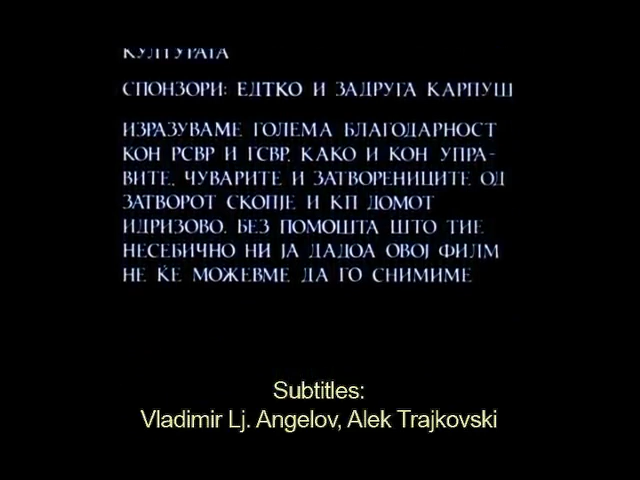 КУЛТУРАТА
СПОНЗОРИ: ЕДТКО И ЗАДРУГА КАРПУШ
ИЗРАЗУВАМЕ ГОЛЕМА БЛАГОДАРНОСТ
КОН РСВР И ГСВР, КАКО И КОН УПРА-
ВИТЕ, ЧУВАРИТЕ И ЗАТВОРЕНИЦИТЕ ОД
ЗАТВОРОТ СКОПЈЕ И КП ДОМОТ
ИДРИЗОВО. БЕЗ ПОМОШТА ШТО ТИЕ
НЕСЕБИЧНО НИ ЈА ДАДОА ОВОЈ ФИЛМ
НЕ ЌЕ МОЖЕВМЕ ДА ГО СНИМИМЕ
Subtitles:
Vladimir Lj. Angelov, Alek Trajkovski